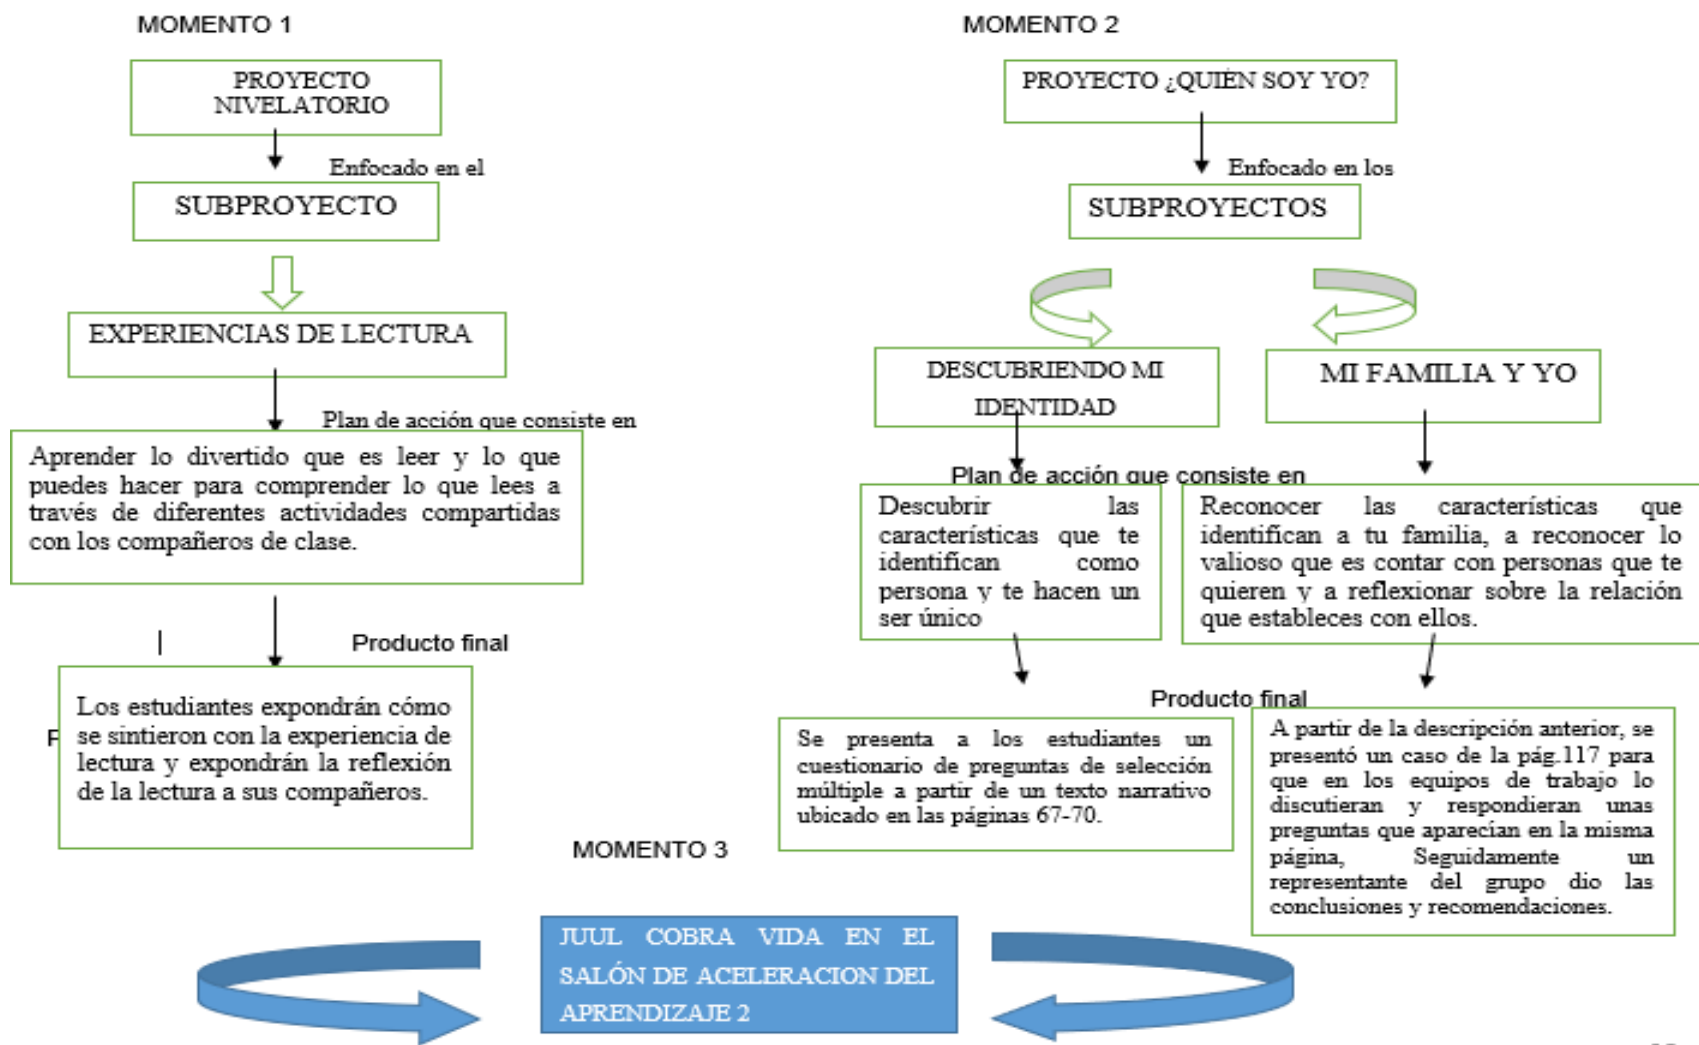 MOMENTO 1
PROYECTO
NIVELATORIO
Enfocado en el
SUBPROYECTO
EXPERIENCIAS DE LECTURA
Plan de acción que consiste en
Aprender lo divertido que es leer y lo que
puedes hacer para comprender lo que lees a
través de diferentes actividades compartidas
con los compañeros de clase.
Producto final
Los estudiantes expondrán cómo
se sintieron con la experiencia de
lectura y expondrán la reflexión
de la lectura a sus compañeros.
MOMENTO 2
PROYECTO ¿QUIÉN SOY YO?
Enfocado en los
SUBPROYECTOS
DESCUBRIENDO MI
IDENTIDAD
MI FAMILIA Y YO
Plan de acción que consiste en
Descubrir las
características que te
identifican como
persona y te hacen un
ser único
Reconocer las características que
identifican a tu familia, a reconocer lo
valioso que es contar con personas que te
quieren y a reflexionar sobre la relación
que estableces con ellos.
Producto final
Se presenta a los estudiantes un
cuestionario de preguntas de selección
múltiple a partir de un texto narrativo
ubicado en las páginas 67-70.
A partir de la descripción anterior, se
presentó un caso de la pág.117 para
que en los equipos de trabajo lo
discutieran y respondieran unas
preguntas que aparecían en la misma
página, Seguidamente un
representante del grupo dio las
conclusiones y recomendaciones.
MOMENTO 3
JUUL COBRA VIDA EN EL
SALÓN DE ACELERACION DEL
APRENDIZAJE 2